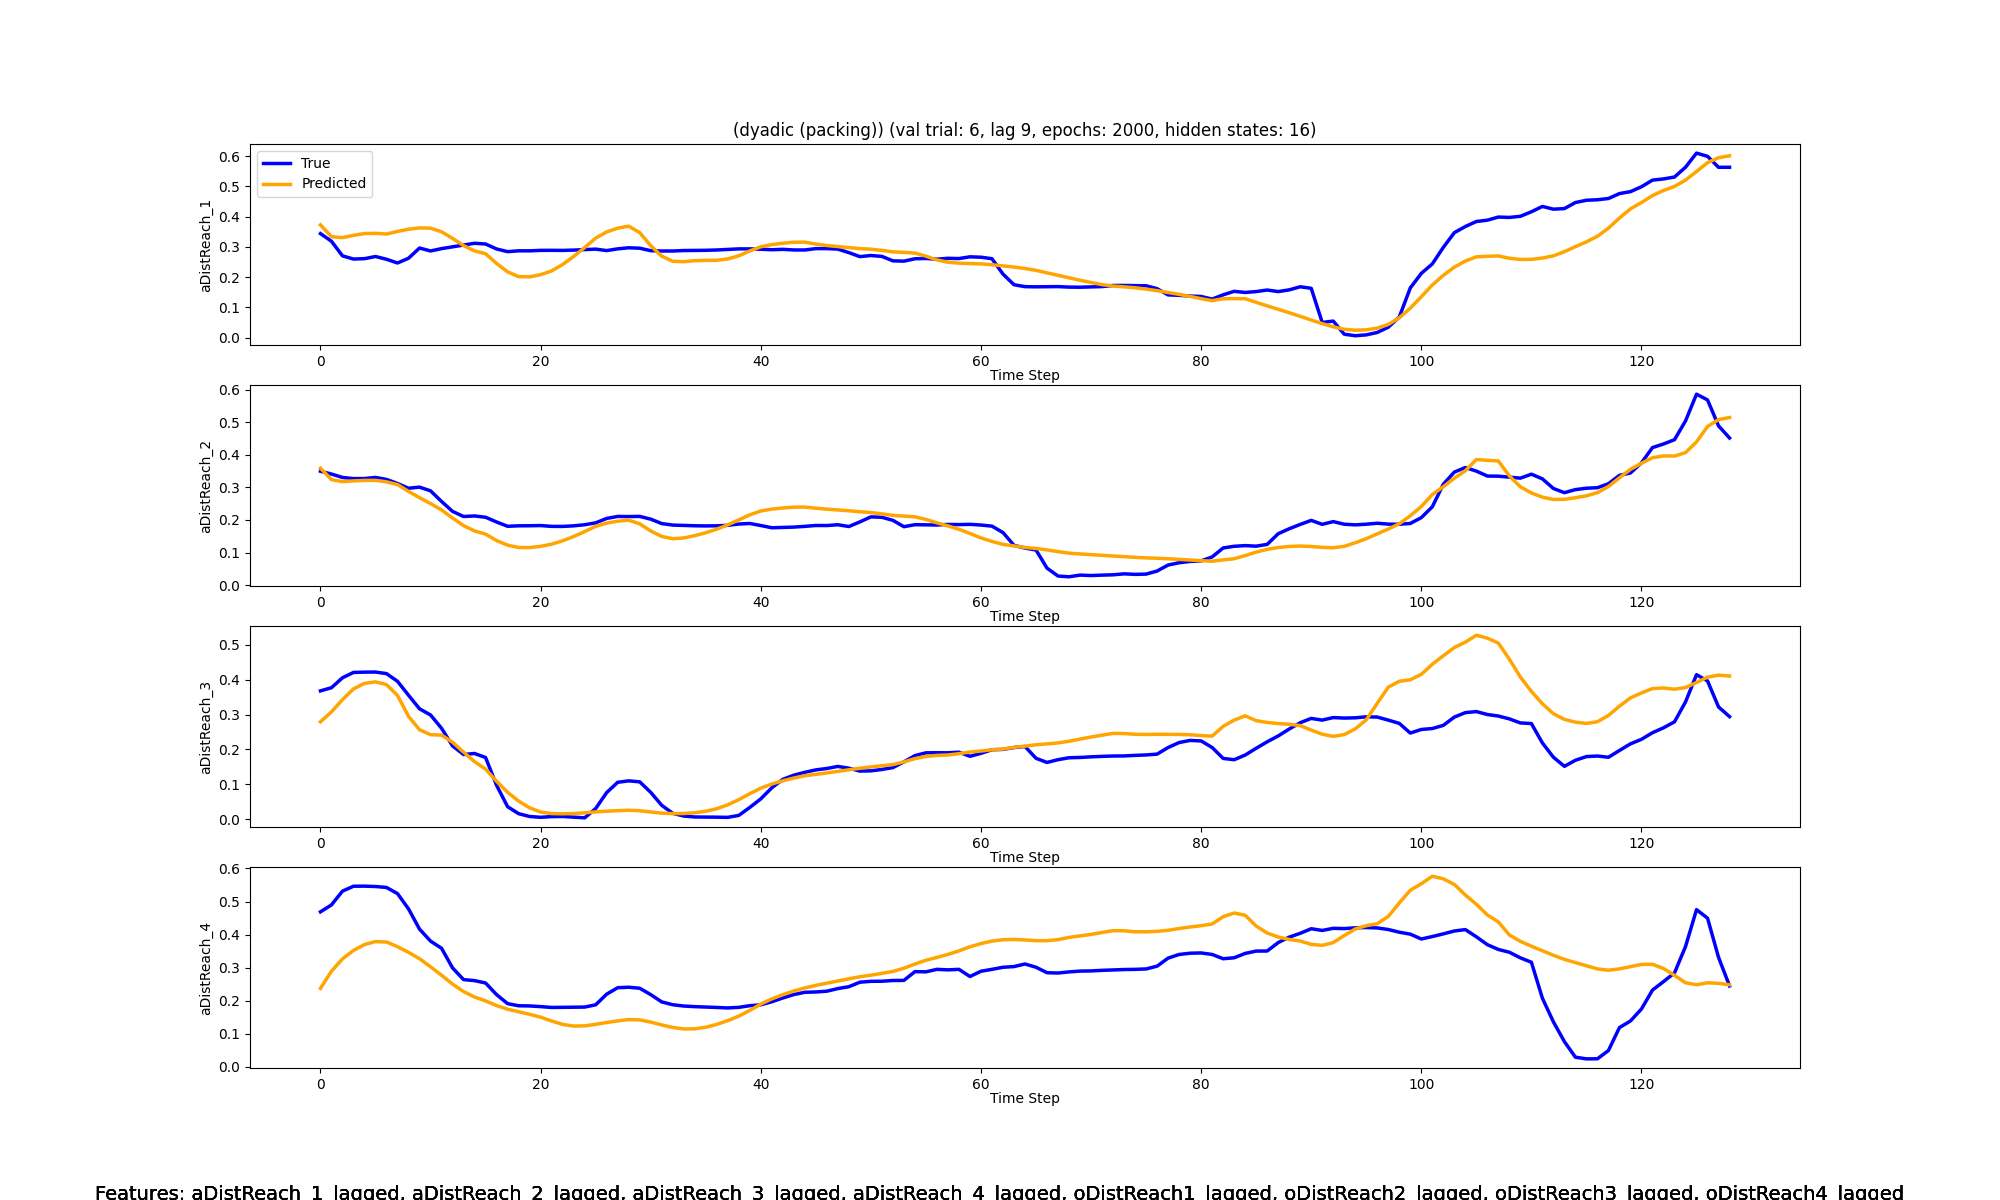 (dyadic (packing)) (val trial: 6, lag 9, epochs: 2000, hidden states: 16)
True
Predicted
aDistReach_1
0.6
0.5
0.4
0.3
0.2
0.1
0.0
0 20 40 60 80 100 120
Time Step
aDistReach_2
0.6
0.5
0.4
0.3
0.2
0.1
0.0
0 20 40 60 80 100 120
Time Step
aDistReach_3
0.5
0.4
0.3
0.2
0.1
0.0
0 20 40 60 80 100 120
Time Step
aDistReach_4
0.6
0.5
0.4
0.3
0.2
0.1
0.0
0 20 40 60 80 100 120
Time Step
Features: aDistReach_1_lagged, aDistReach_2_lagged, aDistReach_3_lagged, aDistReach_4_lagged, oDistReach1_lagged, oDistReach2_lagged, oDistReach3_lagged, oDistReach4_lagged